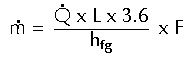 ṁ = Q̇ x L x 3.6 / h_fg x F